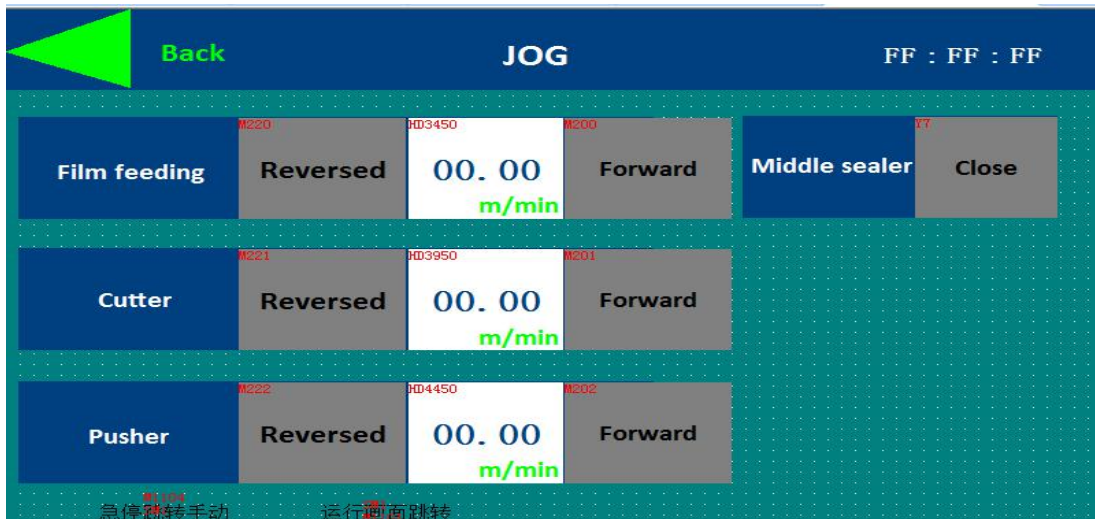 Back JOG FF : FF : FF
M220 HD3450 M200 Y7
Film feeding Reversed 00. 00 Forward Middle sealer Close
m/min
M221 HD3950 M201
Cutter Reversed 00. 00 Forward
m/min
M222 HD4450 M202
Pusher Reversed 00. 00 Forward
m/min
M1104
急停跳转手动 运行画面跳转